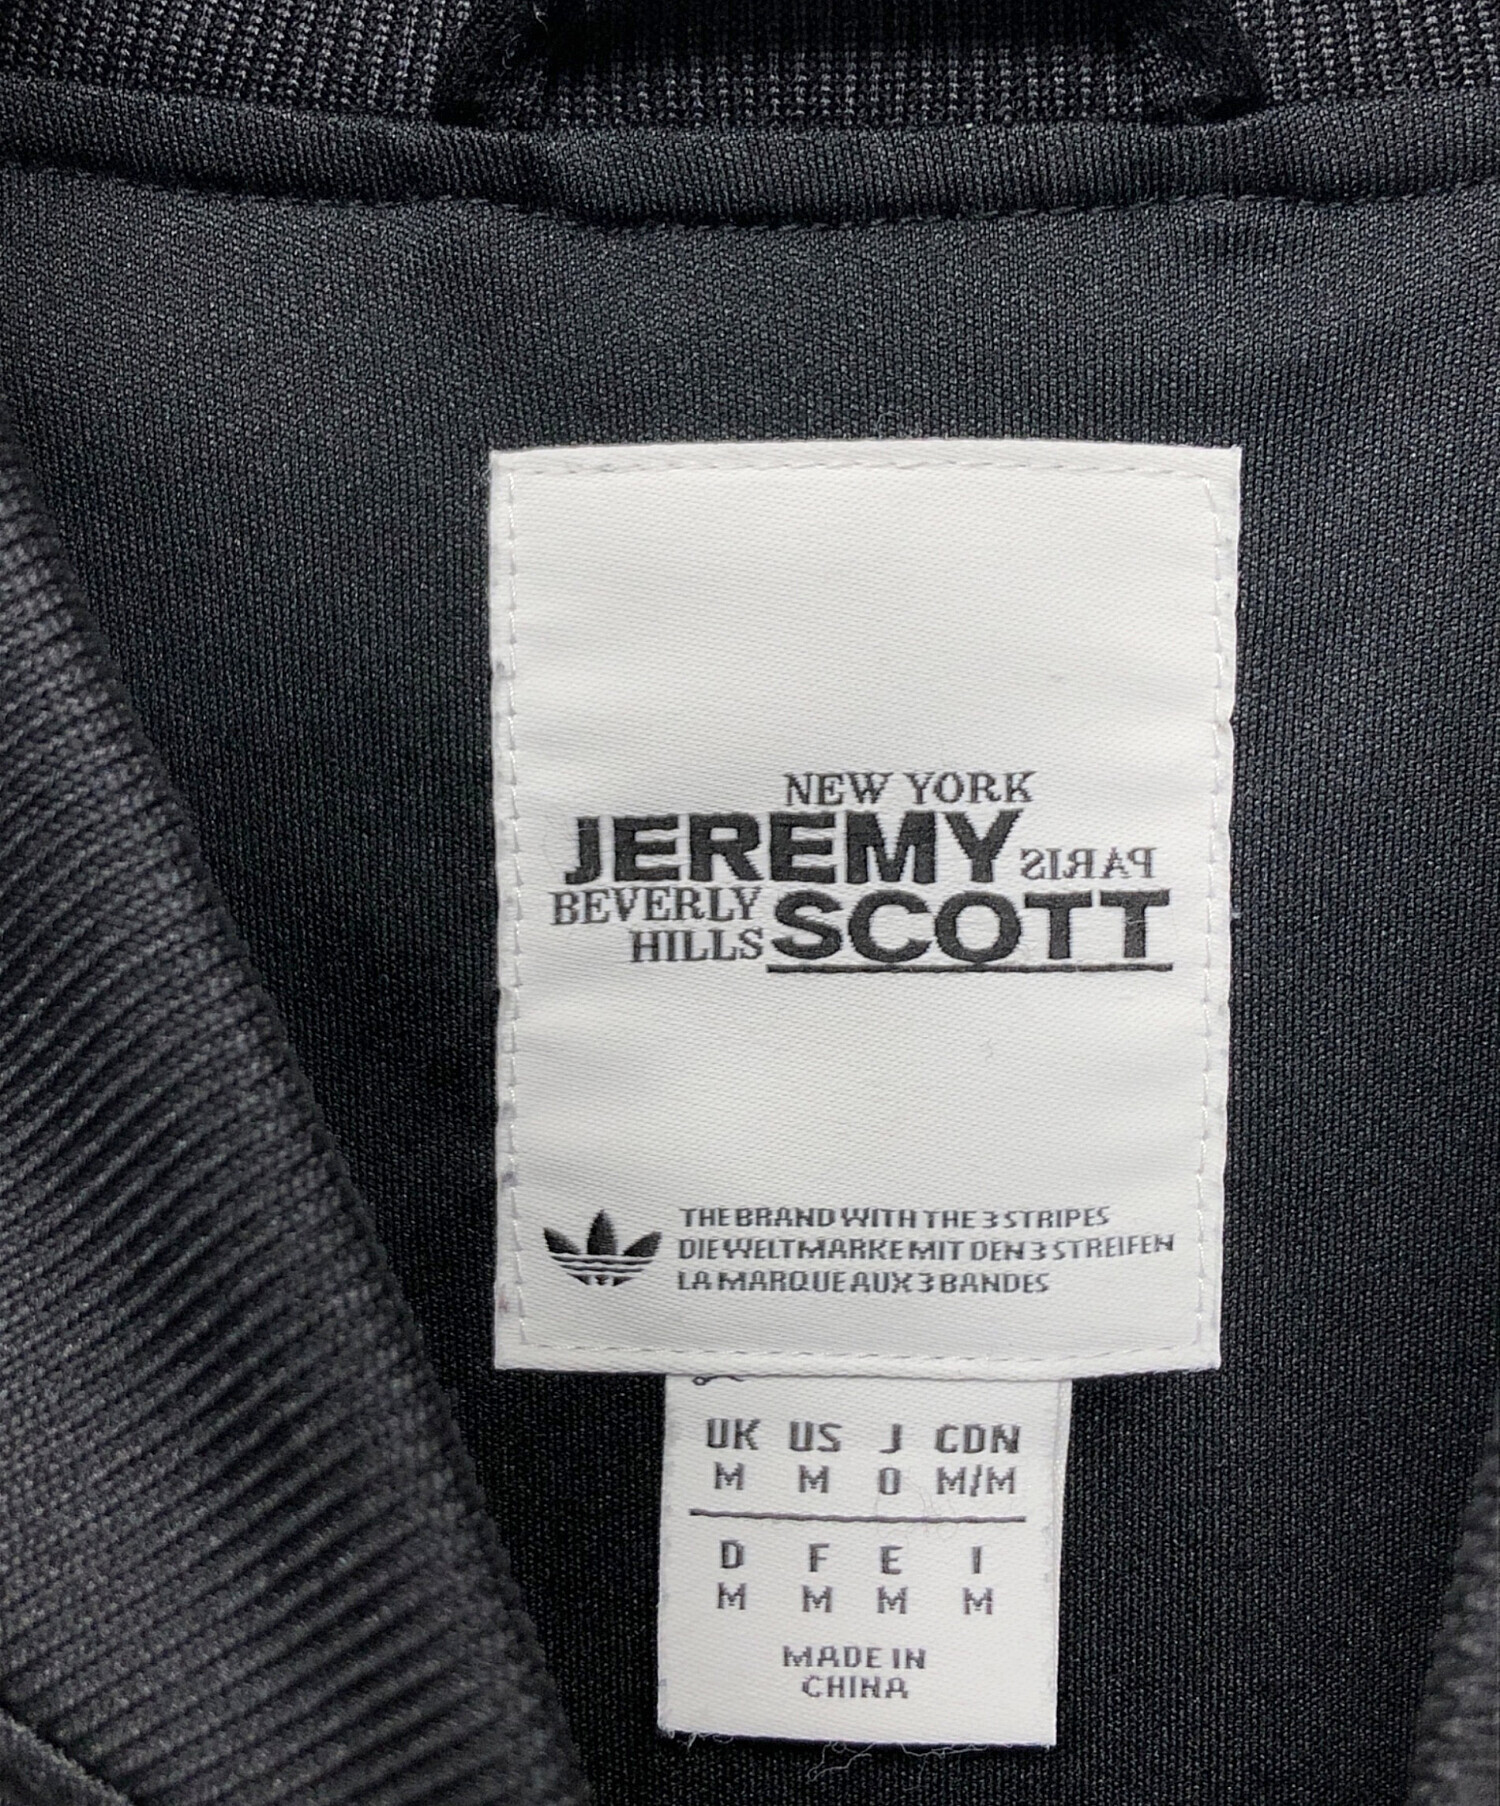 NEW YORK
JEREMY PARIS
BEVERLY
HILLS SCOTT
THE BRAND WITH THE 3 STRIPES
DIE WELTMARKE MIT DEN 3 STREIFEN
LA MARQUE AUX 3 BANDES
UK US J CDN
M M O M/M
D F E I
M M M M
MADE IN
CHINA